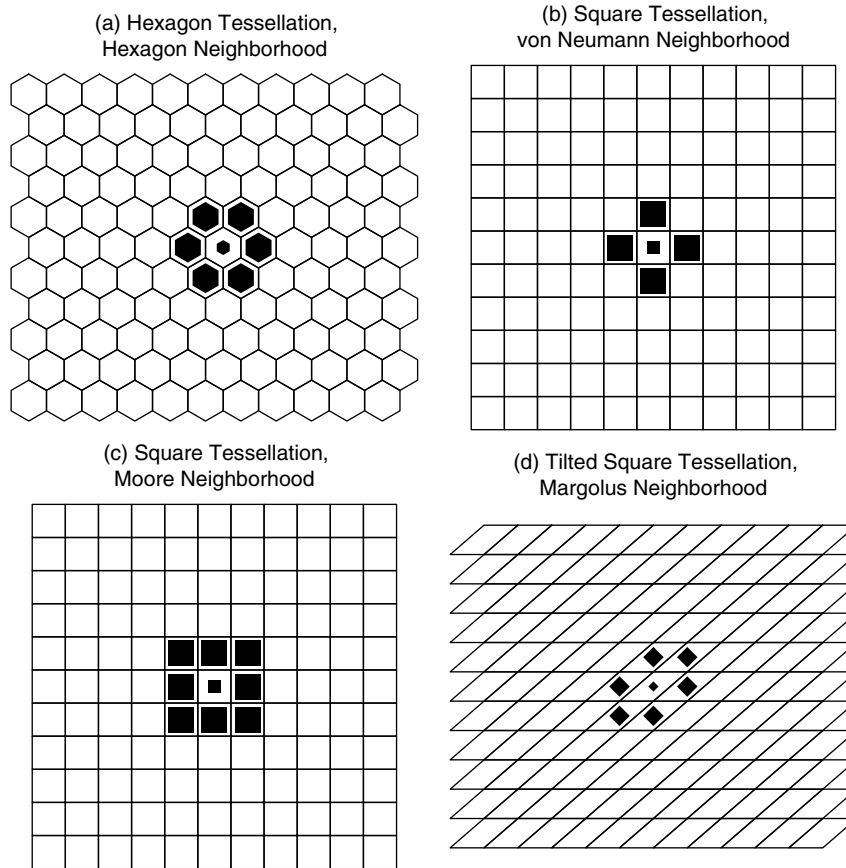 (a) Hexagon Tessellation,
Hexagon Neighborhood
(b) Square Tessellation,
von Neumann Neighborhood
(c) Square Tessellation,
Moore Neighborhood
(d) Tilted Square Tessellation,
Margolus Neighborhood